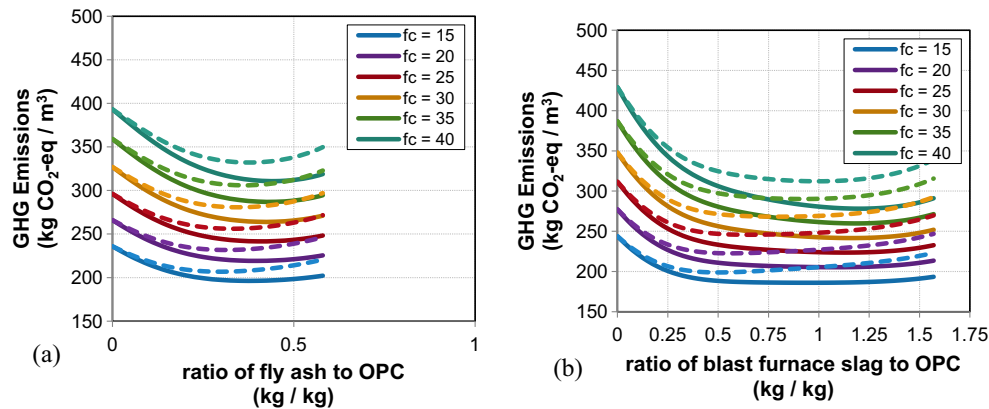 500
450
400
350
300
250
200
150
GHG Emissions
(kg CO₂-eq / m³)
fc = 15
fc = 20
fc = 25
fc = 30
fc = 35
fc = 40
0
0.5
1
(a)
ratio of fly ash to OPC
(kg / kg)
500
450
400
350
300
250
200
150
GHG Emissions
(kg CO₂-eq / m³)
fc = 15
fc = 20
fc = 25
fc = 30
fc = 35
fc = 40
0
0.25
0.5
0.75
1
1.25
1.5
1.75
(b)
ratio of blast furnace slag to OPC
(kg / kg)